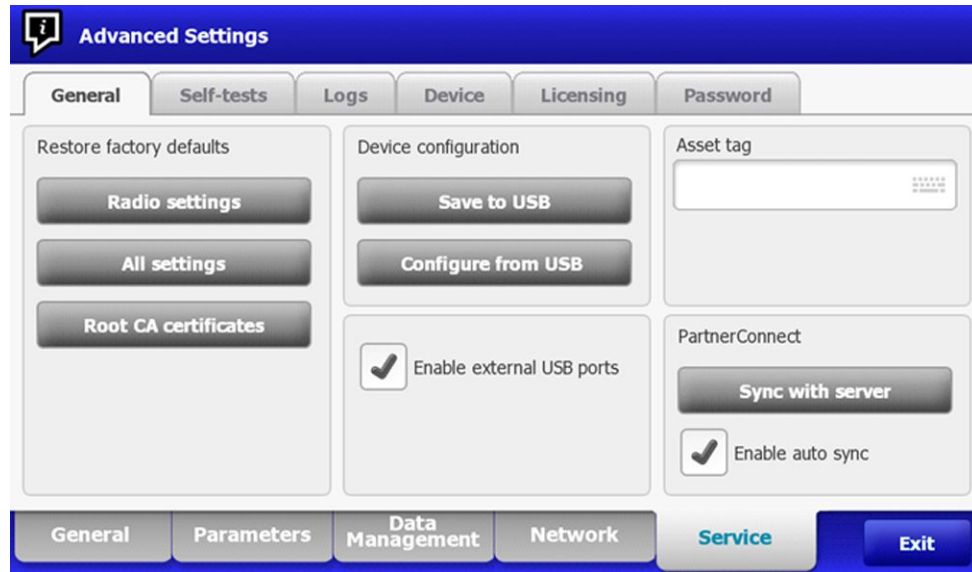 Advanced Settings
General
Self-tests
Logs
Device
Licensing
Password
Restore factory defaults
Radio settings
All settings
Root CA certificates
Device configuration
Save to USB
Configure from USB
Enable external USB ports
Asset tag
PartnerConnect
Sync with server
Enable auto sync
General
Parameters
Data
Management
Network
Service
Exit